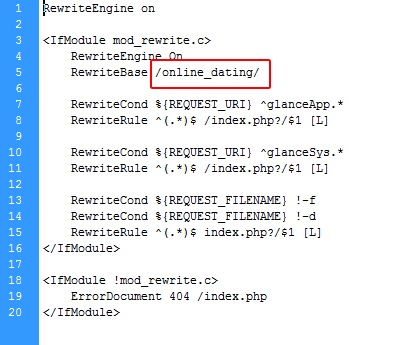 1 RewriteEngine on
2
3 <IfModule mod_rewrite.c>
4 RewriteEngine On
5 RewriteBase /online_dating/
6
7 RewriteCond %{REQUEST_URI} ^glanceApp.*
8 RewriteRule ^(.*)$ /index.php?/$1 [L]
9
10 RewriteCond %{REQUEST_URI} ^glanceSys.*
11 RewriteRule ^(.*)$ /index.php?/$1 [L]
12
13 RewriteCond %{REQUEST_FILENAME} !-f
14 RewriteCond %{REQUEST_FILENAME} !-d
15 RewriteRule ^(.*)$ index.php?/$1 [L]
16 </IfModule>
17
18 <IfModule !mod_rewrite.c>
19 ErrorDocument 404 /index.php
20 </IfModule>